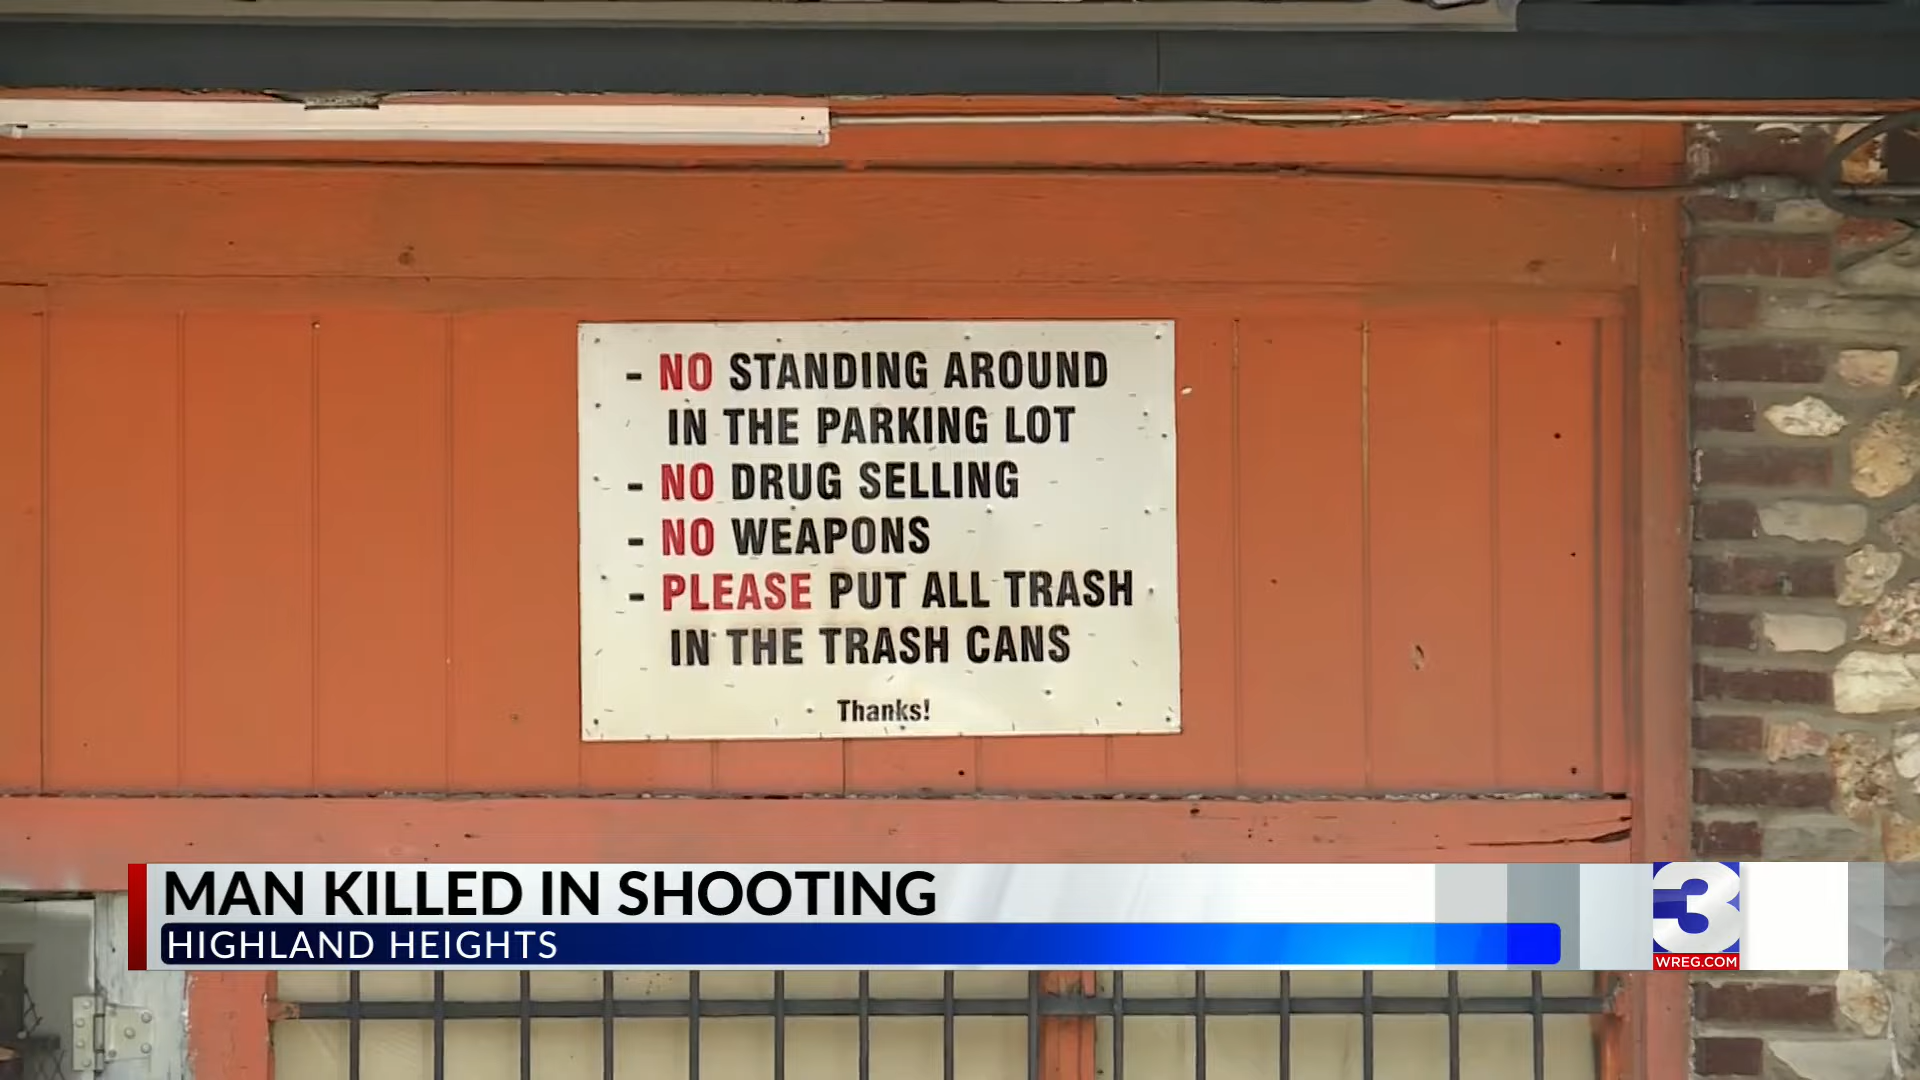 - NO STANDING AROUND
IN THE PARKING LOT
- NO DRUG SELLING
- NO WEAPONS
- PLEASE PUT ALL TRASH
IN THE TRASH CANS
Thanks!
MAN KILLED IN SHOOTING
HIGHLAND HEIGHTS
3
WREG.COM